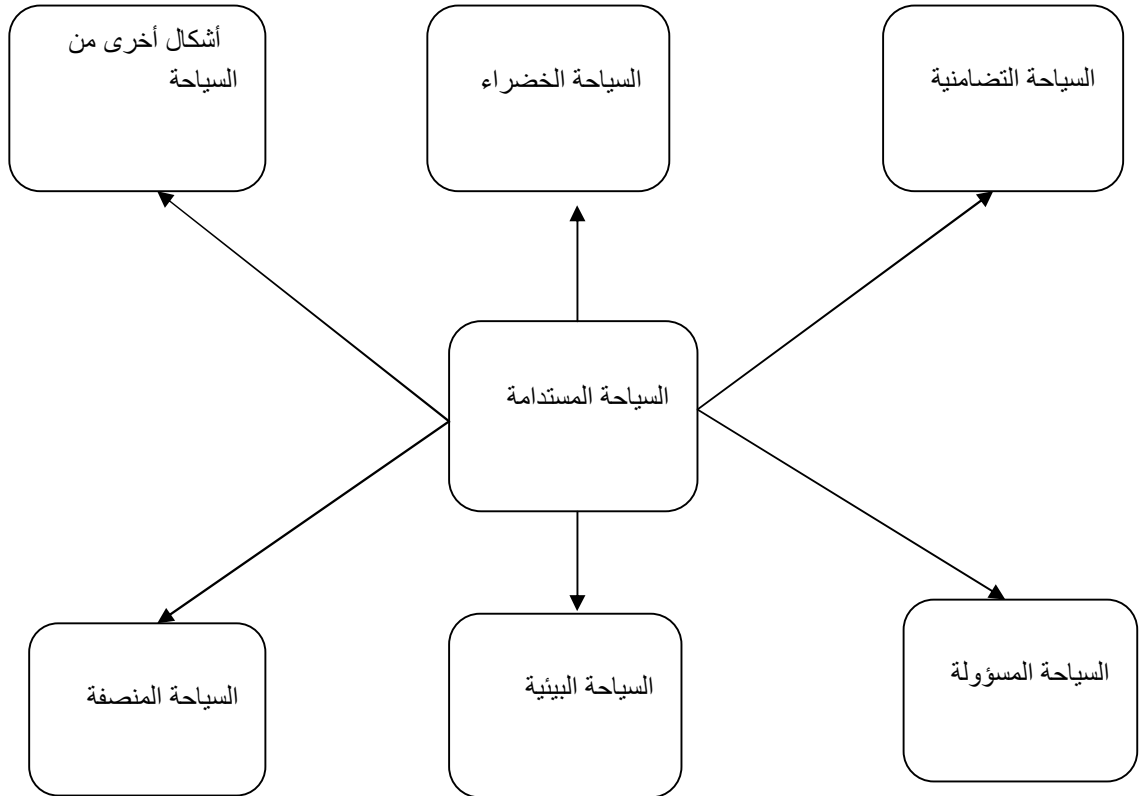 السياحة التضامنية
السياحة الخضراء
أشكال أخرى من
السياحة
السياحة المستدامة
السياحة المسؤولة
السياحة البيئية
السياحة المنصفة